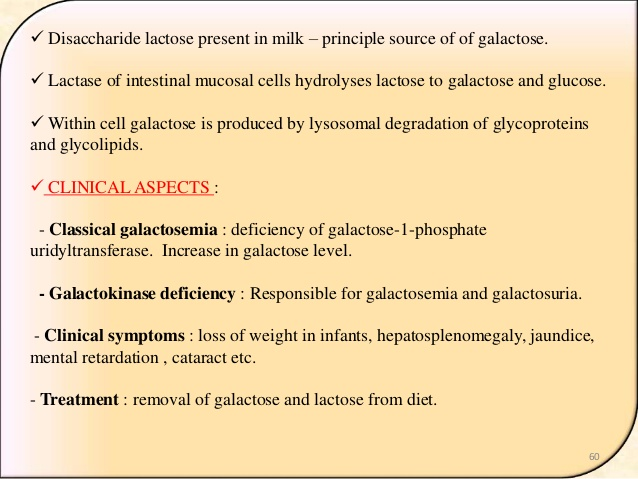 ✓ Disaccharide lactose present in milk – principle source of of galactose.
✓ Lactase of intestinal mucosal cells hydrolyses lactose to galactose and glucose.
✓ Within cell galactose is produced by lysosomal degradation of glycoproteins
and glycolipids.
✓ CLINICAL ASPECTS :
- Classical galactosemia : deficiency of galactose-1-phosphate
uridyltransferase. Increase in galactose level.
- Galactokinase deficiency : Responsible for galactosemia and galactosuria.
- Clinical symptoms : loss of weight in infants, hepatosplenomegaly, jaundice,
mental retardation , cataract etc.
- Treatment : removal of galactose and lactose from diet.
60